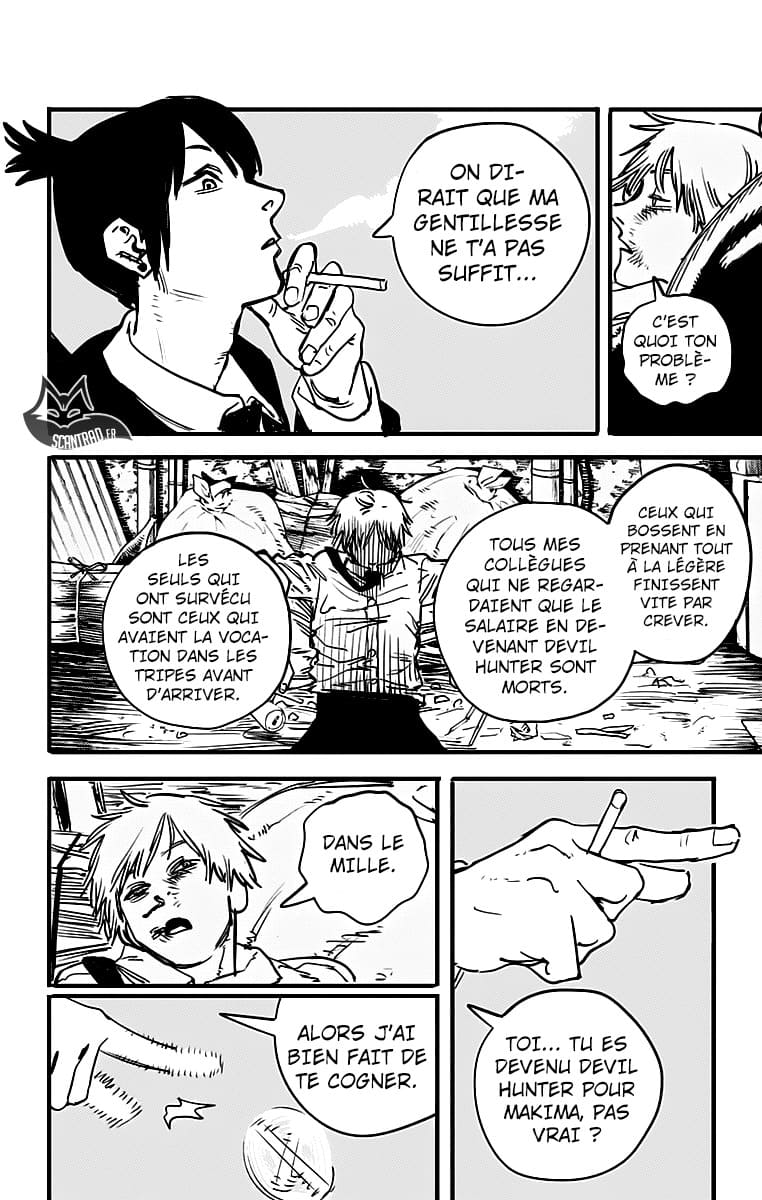 C'EST
QUOI TON
PROBLÈ-
ME ?
ON DI-
RAIT QUE MA
GENTILLESSE
NE T'A PAS
SUFFIT...
SCANTRAD.FR
CEUX QUI
BOSSENT EN
PRENANT TOUT
À LA LÉGÈRE
FINISSENT
VITE PAR
CREVER.
TOUS MES
COLLÈGUES
QUI NE REGAR-
DAIENT QUE LE
SALAIRE EN DE-
VENANT DEVIL
HUNTER SONT
MORTS.
LES
SEULS QUI
ONT SURVÉCU
SONT CEUX QUI
AVAIENT LA VOCA-
TION DANS LES
TRIPES AVANT
D'ARRIVER.
TOI... TU ES
DEVENU DEVIL
HUNTER POUR
MAKIMA, PAS
VRAI ?
DANS LE
MILLE.
ALORS J'AI
BIEN FAIT DE
TE COGNER.